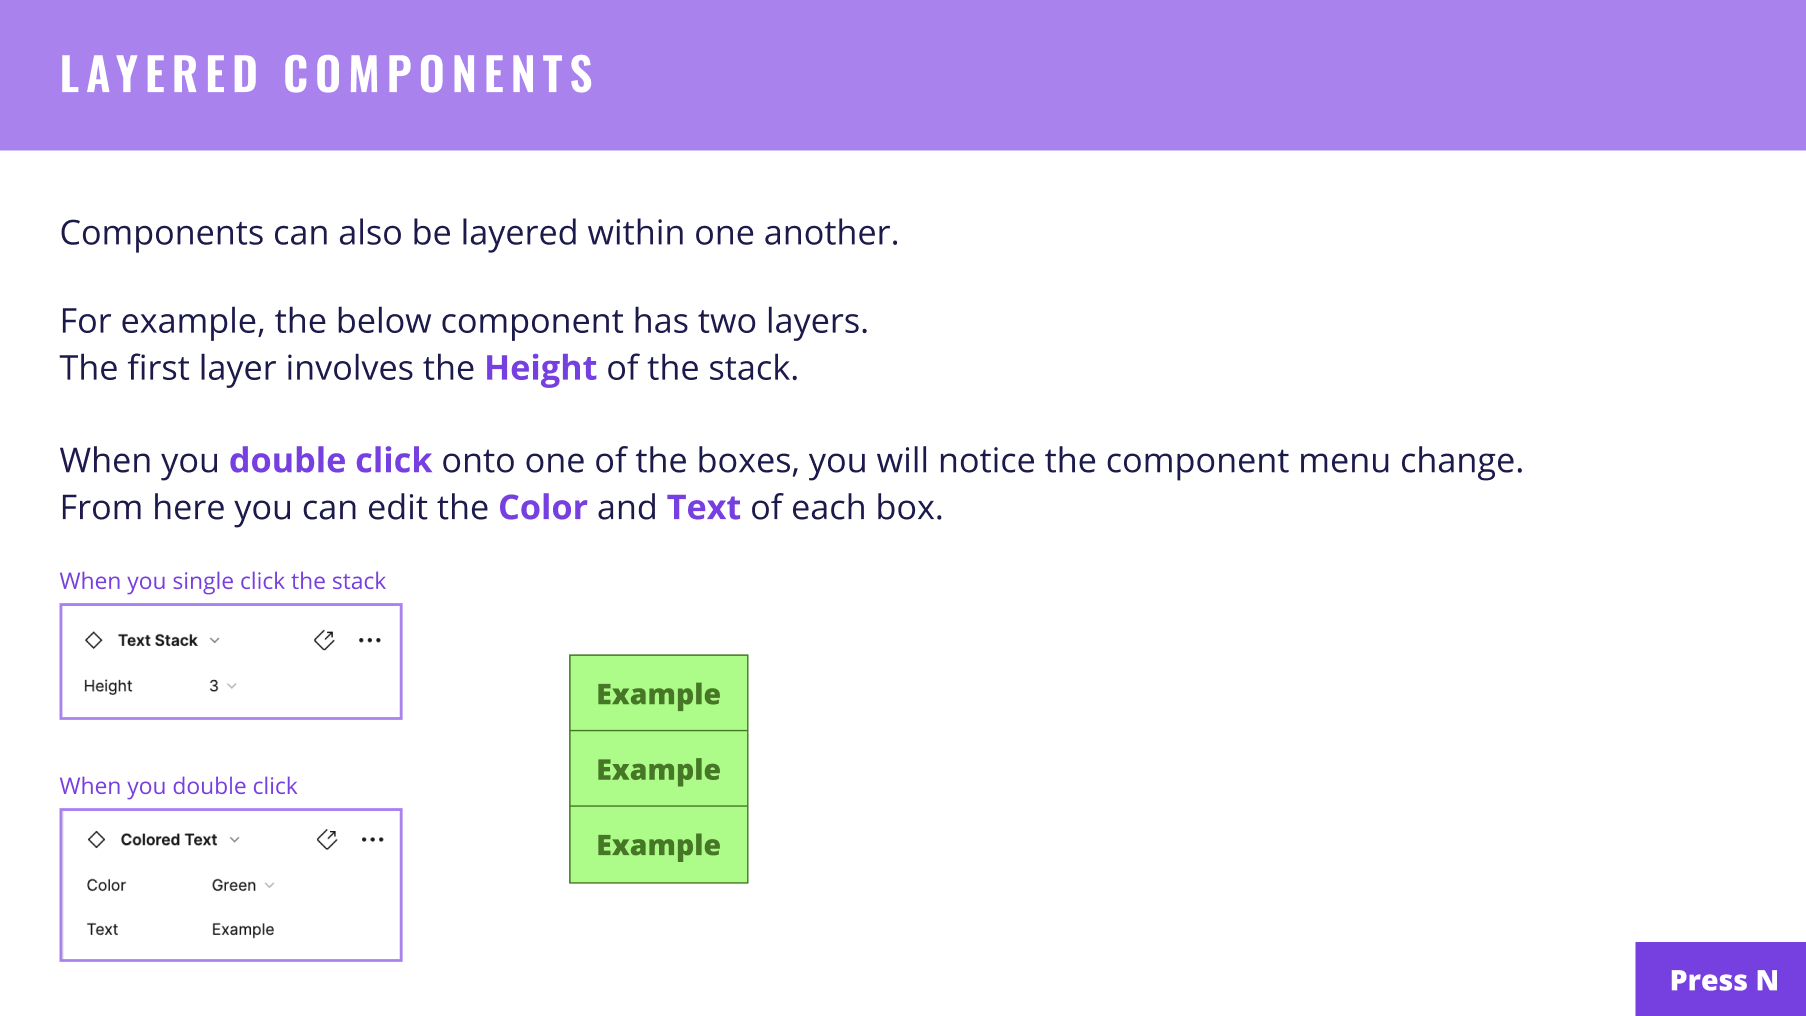 LAYERED COMPONENTS
Components can also be layered within one another.
For example, the below component has two layers.
The first layer involves the Height of the stack.
When you double click onto one of the boxes, you will notice the component menu change.
From here you can edit the Color and Text of each box.
When you single click the stack
Text Stack
Height 3
When you double click
Colored Text
Color Green
Text Example
Example
Example
Example
Press N